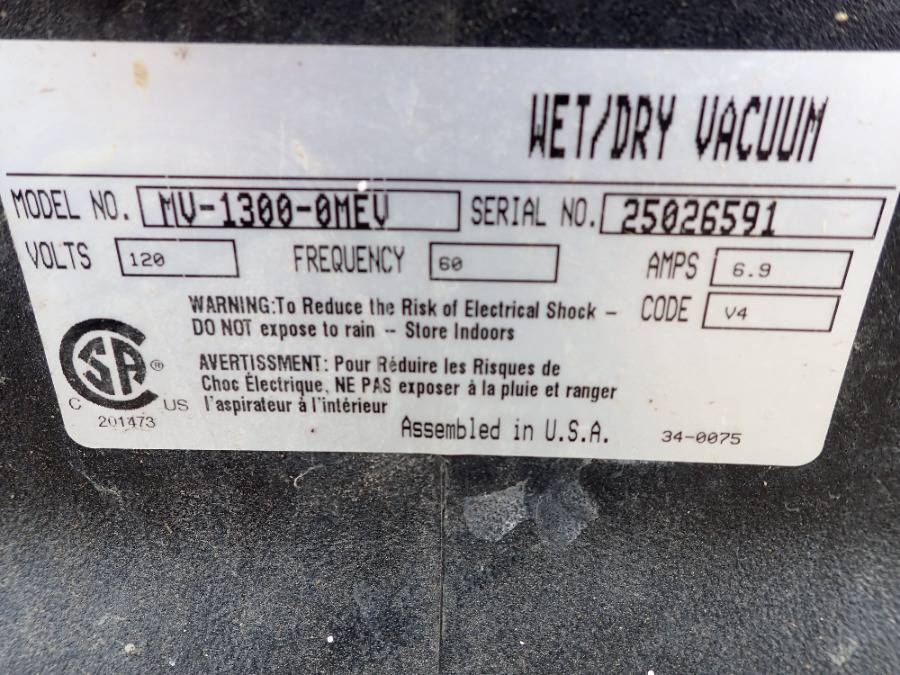 WET/DRY VACUUM
MODEL NO. MV-1300-0MEV SERIAL NO. 25026591
VOLTS 120 FREQUENCY 60 AMPS 6.9
WARNING:To Reduce the Risk of Electrical Shock – CODE V4
DO NOT expose to rain -- Store Indoors
AVERTISSMENT: Pour Réduire les Risques de
Choc Électrique, NE PAS exposer à la pluie et ranger
l'aspirateur à l'intérieur
CSA ®
C US
201473
Assembled in U.S.A. 34-0075